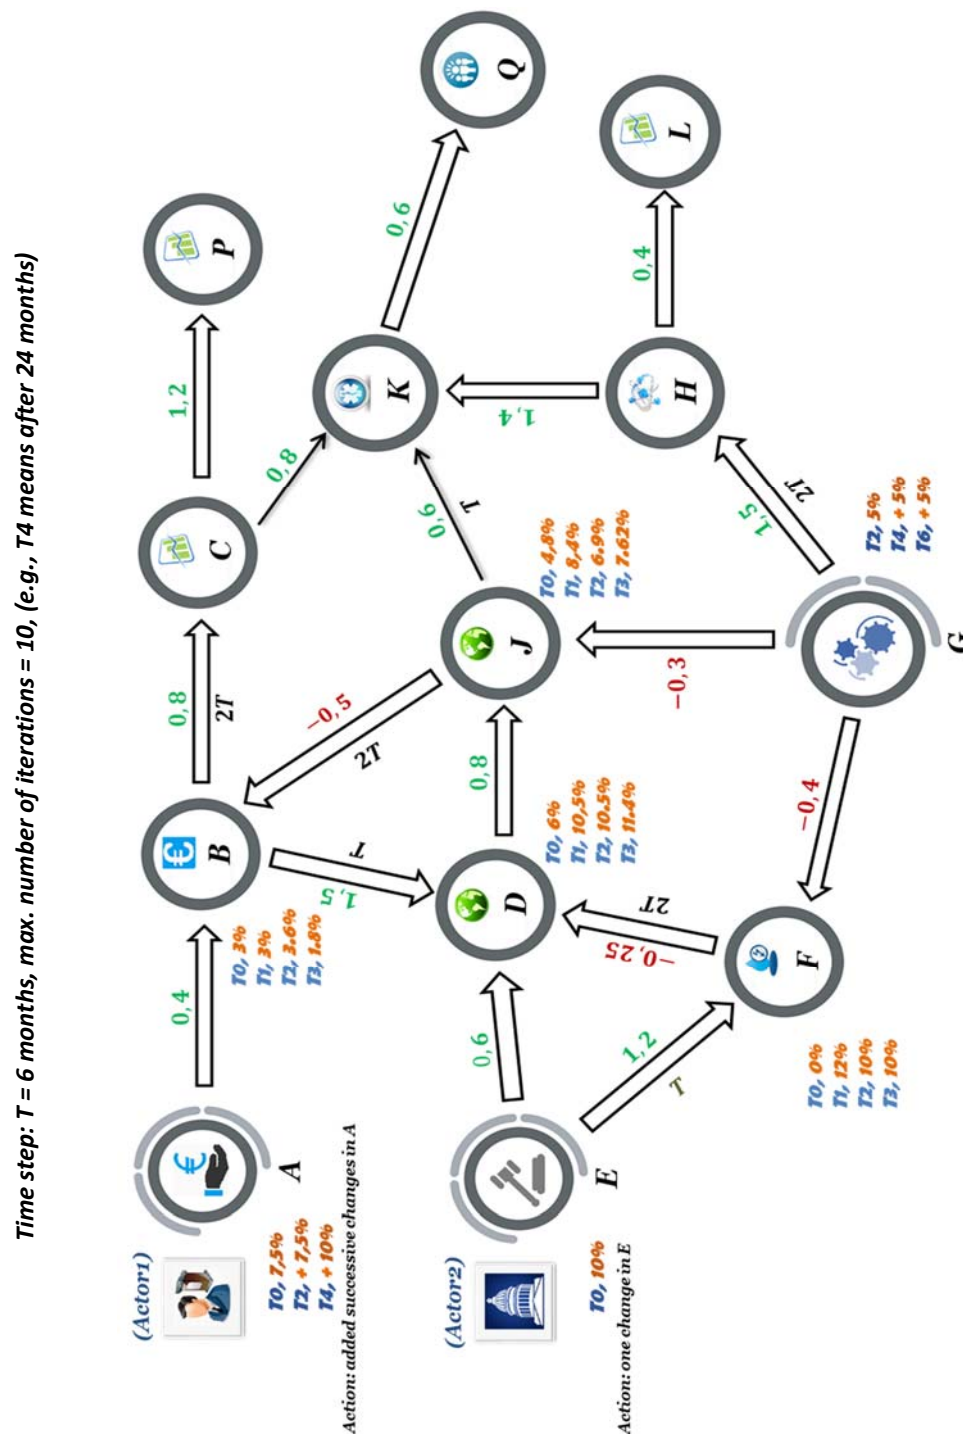 Time step: T = 6 months, max. number of iterations = 10, (e.g., T4 means after 24 months)
(Actor1)
T0, 7,5%
T2, + 7,5%
T4, + 10%
Action: added successive changes in A
A
0,4
B
T0, 3%
T1, 3%
T2, 3.6%
T3, 1.8%
0,8
2T
C
1,2
P
0,8
1,5
T
−0,5
2T
(Actor2)
T0, 10%
Action: one change in E
E
0,6
D
T0, 6%
T1, 10,5%
T2, 10.5%
T3, 11.4%
0,8
J
T0, 4,8%
T1, 8,4%
T2, 6.9%
T3, 7.62%
0,6
T
K
0,6
Q
1,2
T
−0,25
2T
F
T0, 0%
T1, 12%
T2, 10%
T3, 10%
−0,4
−0,3
G
T2, 5%
T4, + 5%
T6, + 5%
1,5
2T
H
1,4
0,4
L